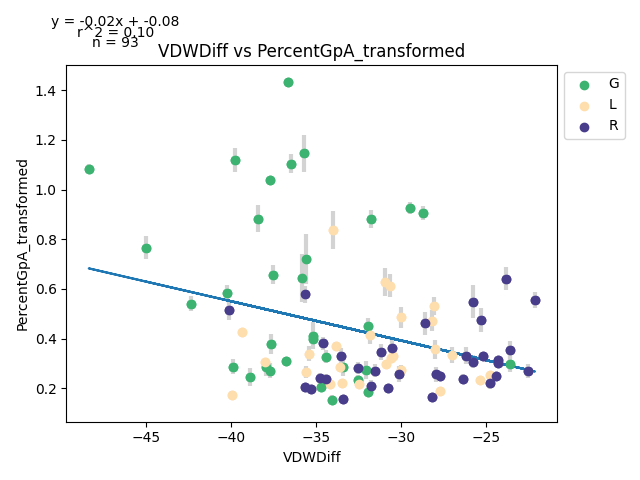 y = -0.02x + -0.08
r^2 = 0.10
n = 93
VDWDiff vs PercentGpA_transformed
G
L
R
PercentGpA_transformed
1.4
1.2
1.0
0.8
0.6
0.4
0.2
−45
−40
−35
−30
−25
VDWDiff